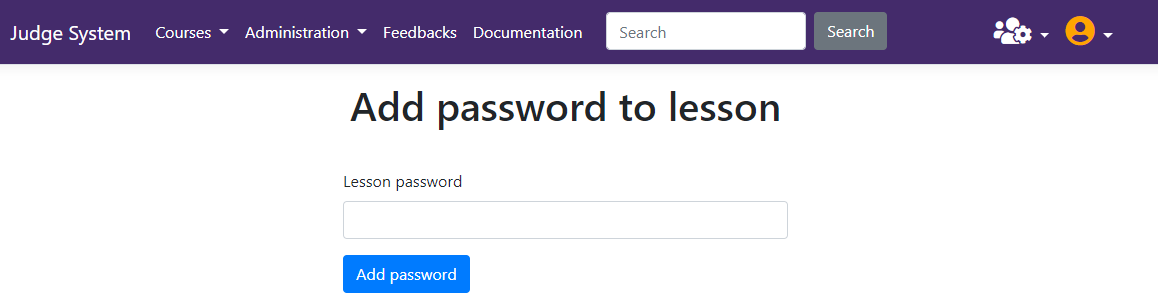 Judge System Courses Administration Feedbacks Documentation Search Search
Add password to lesson
Lesson password
Add password